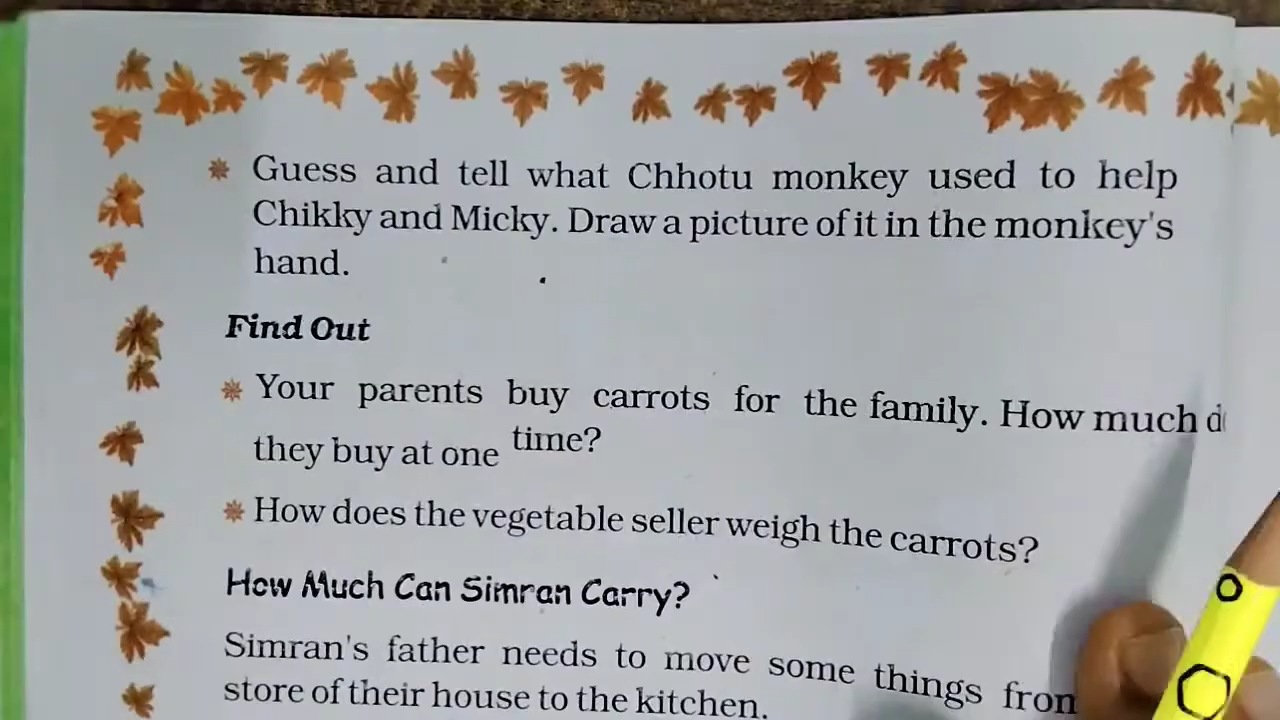 Guess and tell what Chhotu monkey used to help
Chikky and Micky. Draw a picture of it in the monkey's
hand.
Find Out
Your parents buy carrots for the family. How much
they buy at one time?
How does the vegetable seller weigh the carrots?
How Much Can Simran Carry?
Simran's father needs to move some things
store of their house to the kitchen.